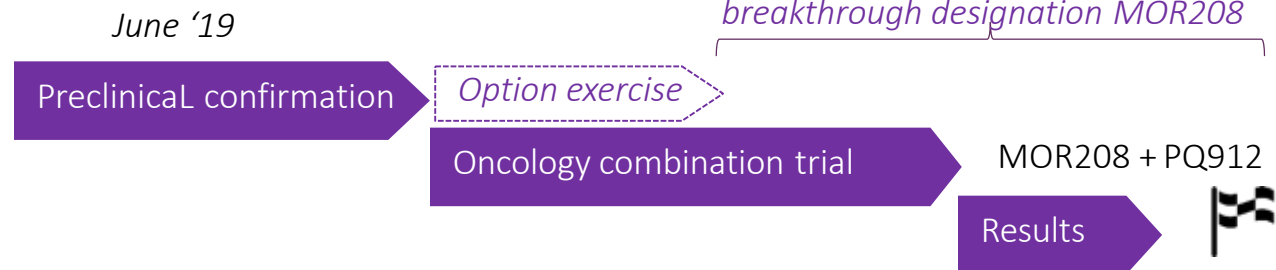 breakthrough designation MOR208
June ‘19
PreclinicaL confirmation
Option exercise
Oncology combination trial
MOR208 + PQ912
Results